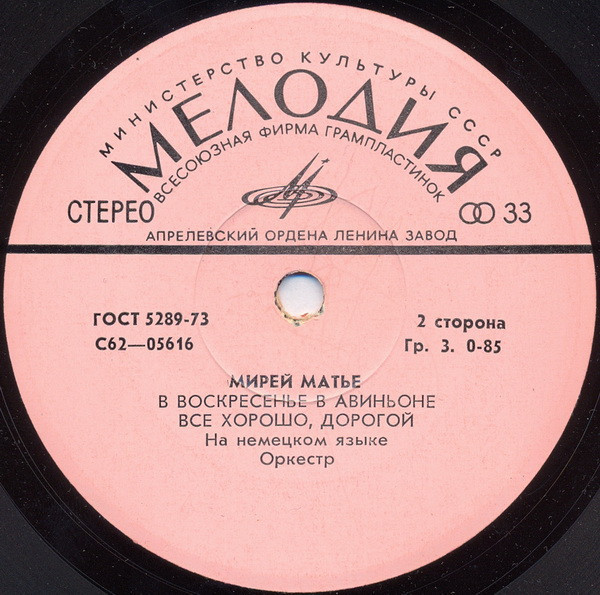 МИНИСТЕРСТВО КУЛЬТУРЫ СССР
МЕЛОДИЯ
ВСЕСОЮЗНАЯ ФИРМА ГРАМПЛАСТИНОК
СТЕРЕО
33
АПРЕЛЕВСКИЙ ОРДЕНА ЛЕНИНА ЗАВОД
ГОСТ 5289-73
2 сторона
С62—05616
Гр. 3. 0-85
МИРЕЙ МАТЬЕ
В ВОСКРЕСЕНЬЕ В АВИНЬОНЕ
ВСЕ ХОРОШО, ДОРОГОЙ
На немецком языке
Оркестр